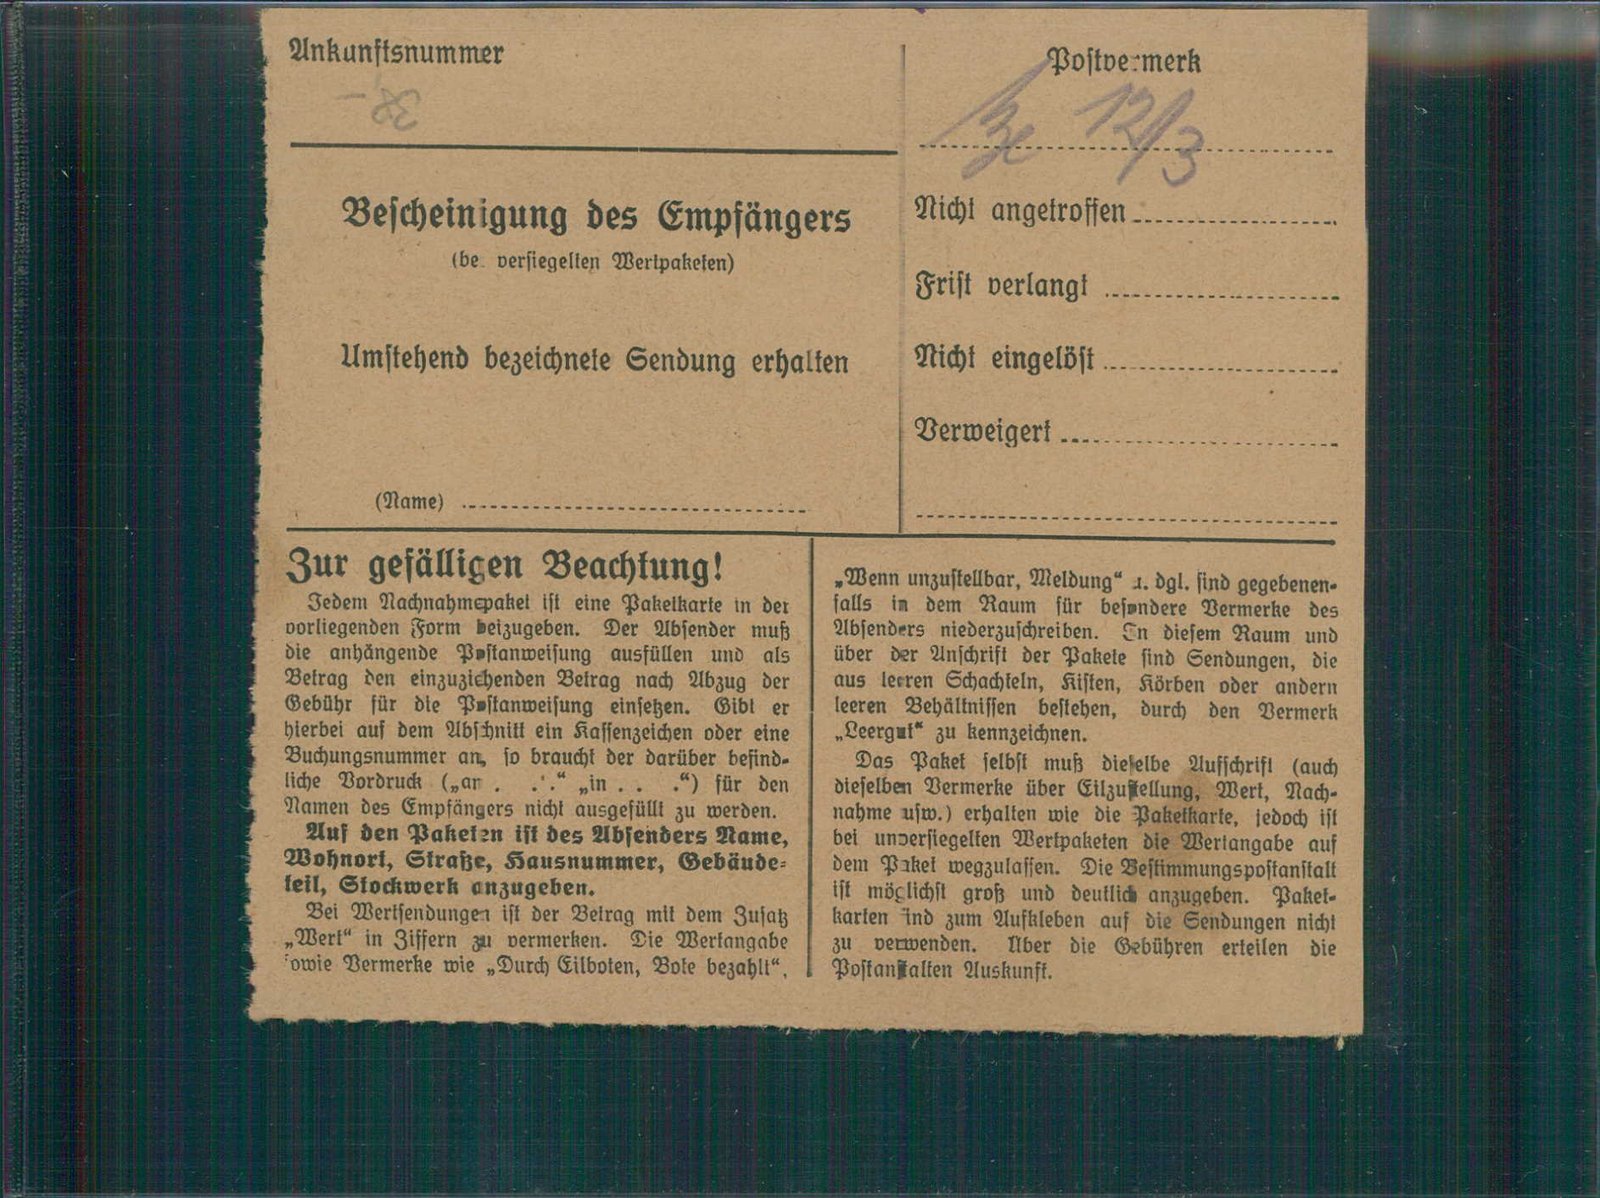 Ankunftsnummer
38,-
Bescheinigung des Empfängers
(bei versiegelten Wertpaketen)
Umstehend bezeichnete Sendung erhalten
(Name)
Postvermerk
12/3
Nicht angetroffen
Frist verlangt
Nicht eingelöst
Verweigert
Zur gefälligen Beachtung!
Jedem Nachnahmepaket ist eine Paketkarte in der
vorliegenden Form beizugeben. Der Absender muß
die anhängende Postanweisung ausfüllen und als
Betrag den einzuziehenden Betrag nach Abzug der
Gebühr für die Postanweisung einsetzen. Gibt er
hierbei auf dem Abschnitt ein Kassenzeichen oder eine
Buchungsnummer an, so braucht der darüber befind-
liche Vordruck („an . . .“ „in . . .“) für den
Namen des Empfängers nicht ausgefüllt zu werden.
Auf den Paketen ist des Absenders Name,
Wohnort, Straße, Hausnummer, Gebäude-
teil, Stockwerk anzugeben.
Bei Wertsendungen ist der Betrag mit dem Zusatz
„Wert“ in Ziffern zu vermerken. Die Wertangabe
sowie Vermerke wie „Durch Eilboten, Bote bezahlt“,
„Wenn unzustellbar, Meldung“ u. dgl. sind gegebenen-
falls in dem Raum für besondere Vermerke des
Absenders niederzuschreiben. In diesem Raum und
über der Anschrift der Pakete sind Sendungen, die
aus leeren Schachteln, Kisten, Körben oder andern
leeren Behältnissen bestehen, durch den Vermerk
„Leergut“ zu kennzeichnen.
Das Paket selbst muß dieselbe Aufschrift (auch
dieselben Vermerke über Eilzustellung, Wert, Nach-
nahme usw.) erhalten wie die Paketkarte, jedoch ist
bei unversiegelten Wertpaketen die Wertangabe auf
dem Paket wegzulassen. Die Bestimmungspostanstalt
ist möglichst groß und deutlich anzugeben. Paket-
karten sind zum Aufkleben auf die Sendungen nicht
zu verwenden. Über die Gebühren erteilen die
Postanstalten Auskunft.